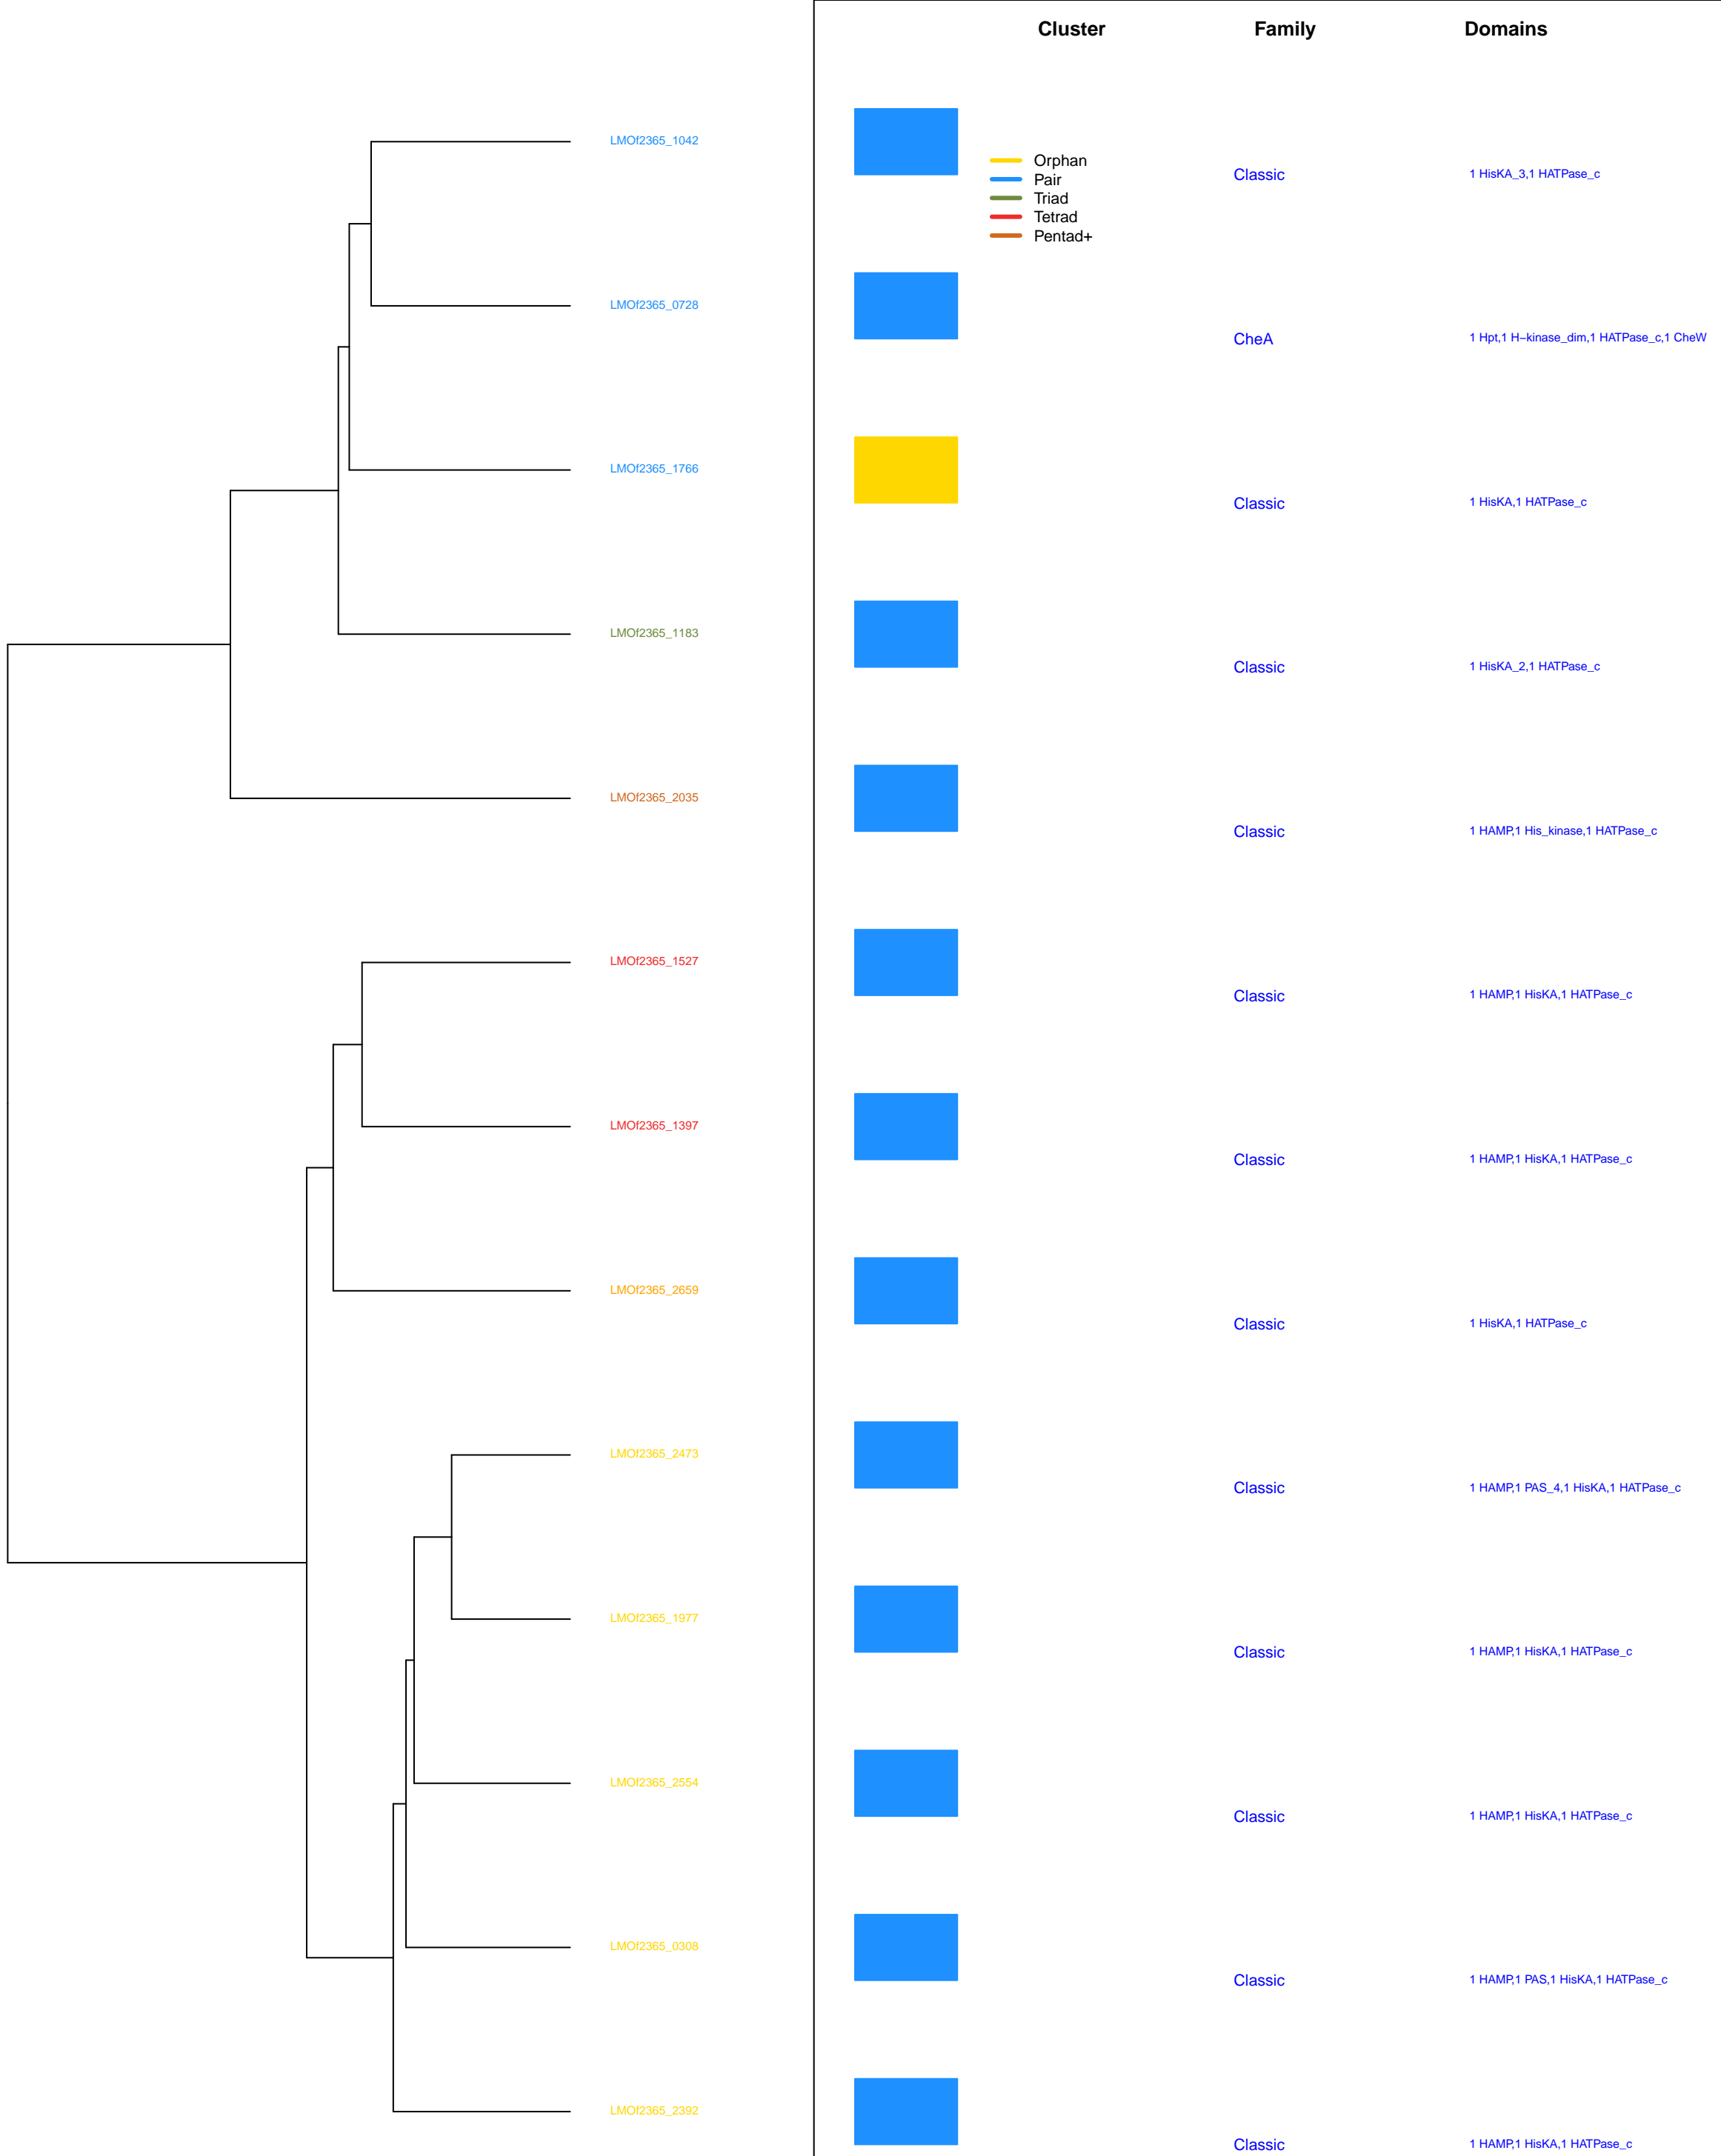 Cluster Family Domains
LMOf2365_1042
Orphan
Pair
Triad
Tetrad
Pentad+
Classic 1 HisKA_3,1 HATPase_c
LMOf2365_0728
CheA 1 Hpt,1 H−kinase_dim,1 HATPase_c,1 CheW
LMOf2365_1766
Classic 1 HisKA,1 HATPase_c
LMOf2365_1183
Classic 1 HisKA_2,1 HATPase_c
LMOf2365_2035
Classic 1 HAMP,1 His_kinase,1 HATPase_c
LMOf2365_1527
Classic 1 HAMP,1 HisKA,1 HATPase_c
LMOf2365_1397
Classic 1 HAMP,1 HisKA,1 HATPase_c
LMOf2365_2659
Classic 1 HisKA,1 HATPase_c
LMOf2365_2473
Classic 1 HAMP,1 PAS_4,1 HisKA,1 HATPase_c
LMOf2365_1977
Classic 1 HAMP,1 HisKA,1 HATPase_c
LMOf2365_2554
Classic 1 HAMP,1 HisKA,1 HATPase_c
LMOf2365_0308
Classic 1 HAMP,1 PAS,1 HisKA,1 HATPase_c
LMOf2365_2392
Classic 1 HAMP,1 HisKA,1 HATPase_c